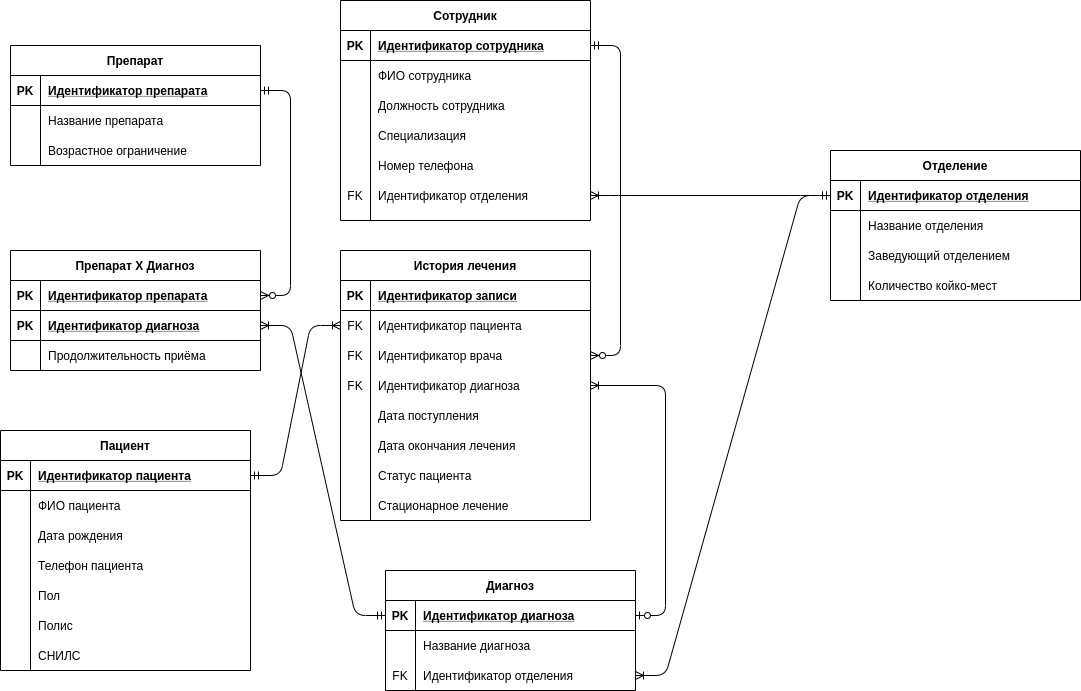 Препарат
PK Идентификатор препарата
Название препарата
Возрастное ограничение
Препарат X Диагноз
PK Идентификатор препарата
PK Идентификатор диагноза
Продолжительность приёма
Пациент
PK Идентификатор пациента
ФИО пациента
Дата рождения
Телефон пациента
Пол
Полис
СНИЛС
Сотрудник
PK Идентификатор сотрудника
ФИО сотрудника
Должность сотрудника
Специализация
Номер телефона
FK Идентификатор отделения
История лечения
PK Идентификатор записи
FK Идентификатор пациента
FK Идентификатор врача
FK Идентификатор диагноза
Дата поступления
Дата окончания лечения
Статус пациента
Стационарное лечение
Диагноз
PK Идентификатор диагноза
Название диагноза
FK Идентификатор отделения
Отделение
PK Идентификатор отделения
Название отделения
Заведующий отделением
Количество койко-мест